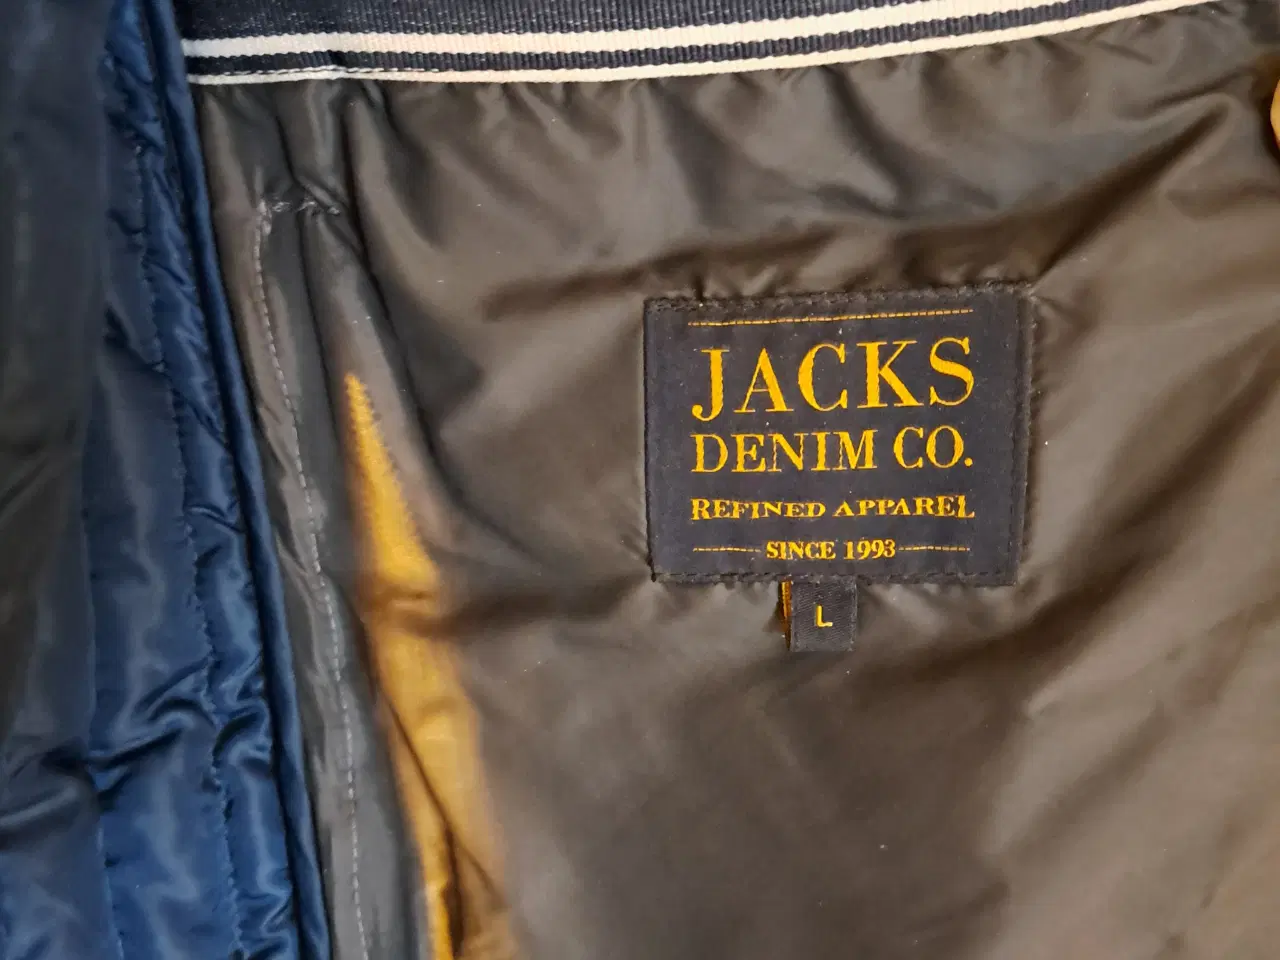 JACKS
DENIM CO.
REFINED APPAREL
SINCE 1993
L